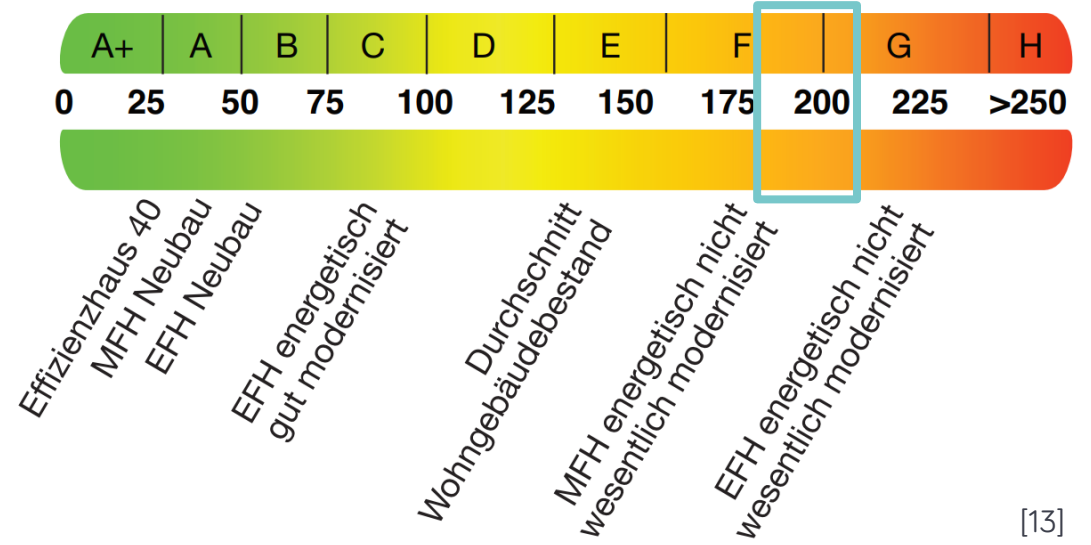 A+ A B C D E F G H
0 25 50 75 100 125 150 175 200 225 >250
Effizienzhaus 40
MFH Neubau
EFH Neubau
EFH energetisch
gut modernisiert
Durchschnitt
Wohngebäudebestand
MFH energetisch nicht
wesentlich modernisiert
EFH energetisch nicht
wesentlich modernisiert
[13]